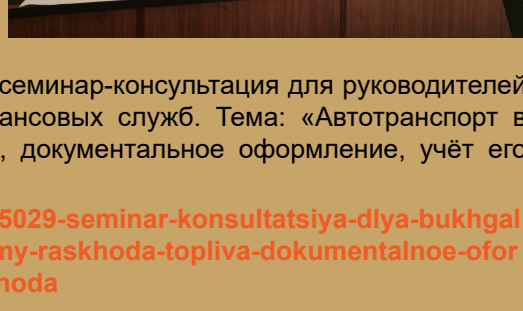 семинар-консультация для руководителей
ансовых служб. Тема: «Автотранспорт в
, документальное оформление, учёт его
5029-seminar-konsultatsiya-dlya-bukhgal
my-raskhoda-topliva-dokumentalnoe-ofor
hoda